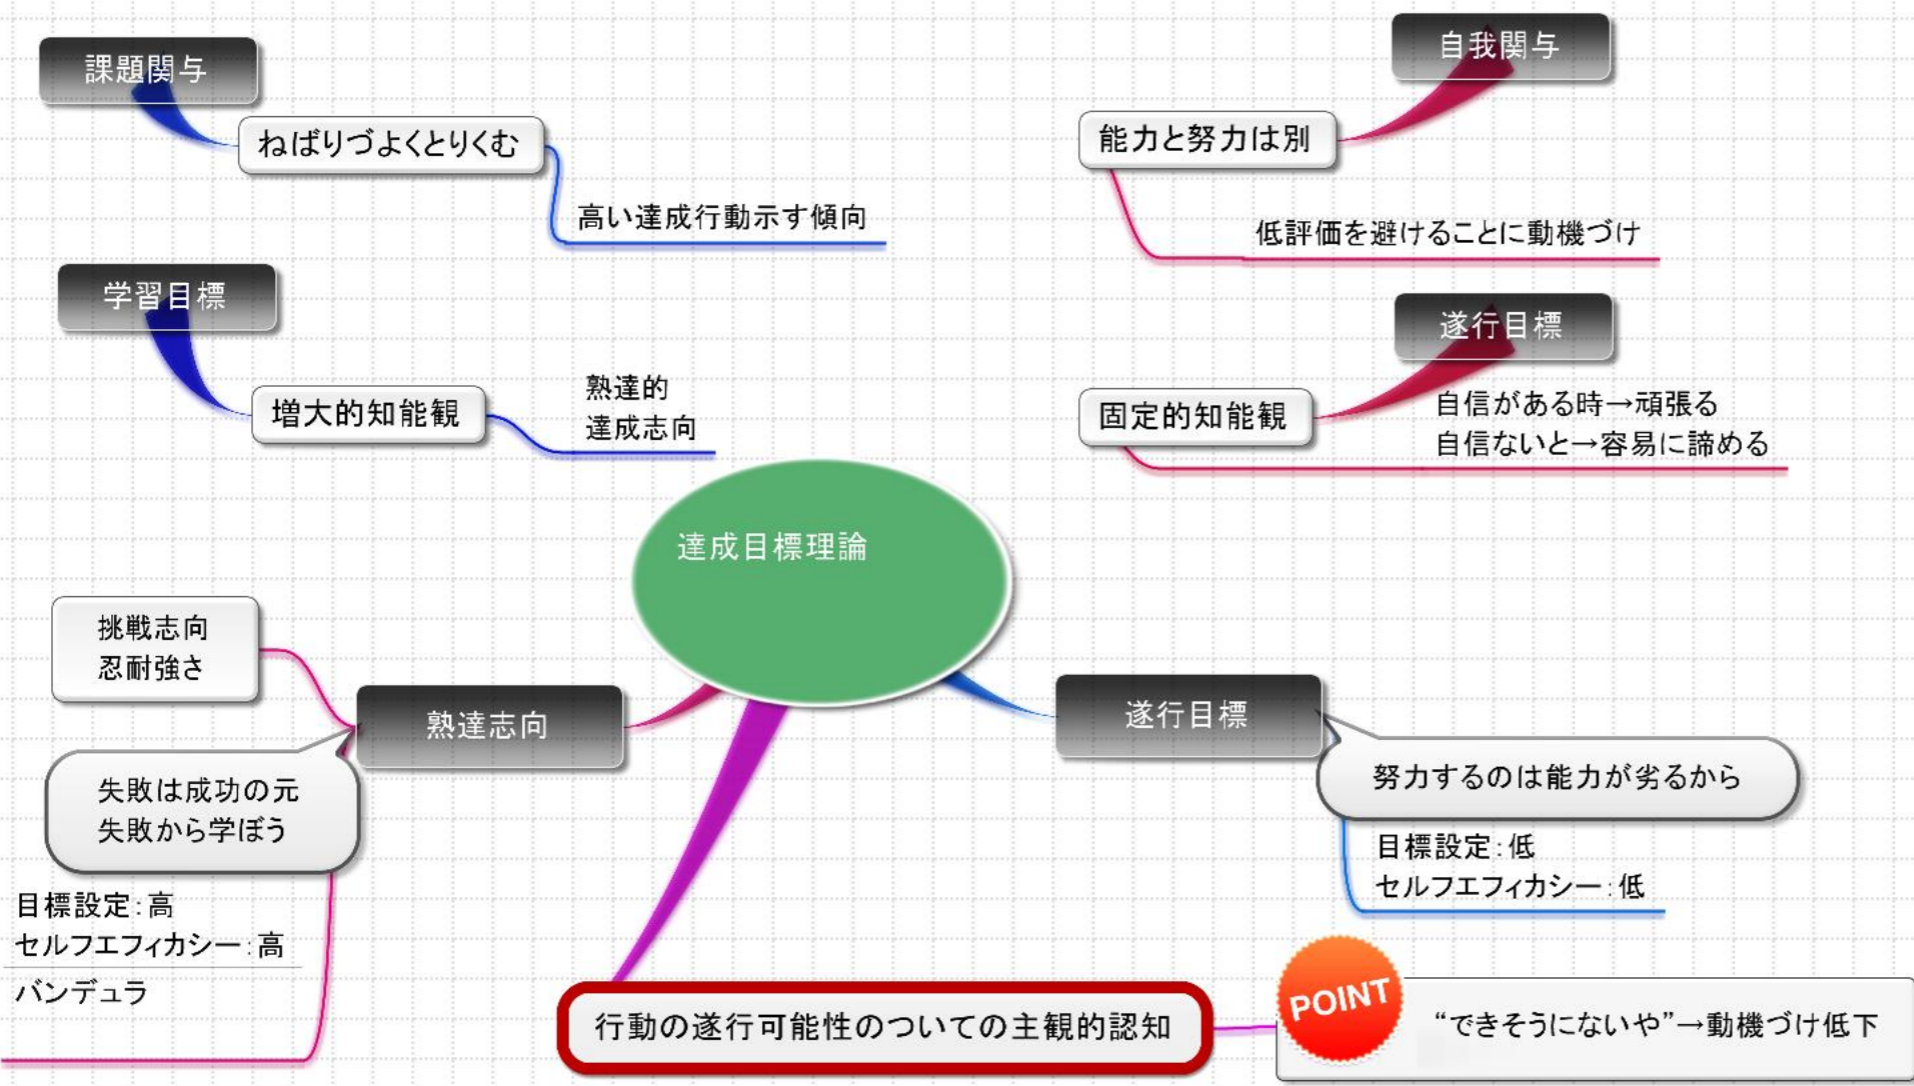 課題関与
ねばりづよくとりくむ
高い達成行動示す傾向
学習目標
増大的知能観
熟達的
達成志向
自我関与
能力と努力は別
低評価を避けることに動機づけ
遂行目標
固定的知能観
自信がある時→頑張る
自信ないと→容易に諦める
達成目標理論
挑戦志向
忍耐強さ
熟達志向
失敗は成功の元
失敗から学ぼう
目標設定:高
セルフエフィカシー:高
バンデュラ
遂行目標
努力するのは能力が劣るから
目標設定:低
セルフエフィカシー:低
行動の遂行可能性のついての主観的認知
POINT
“できそうにないや”→動機づけ低下